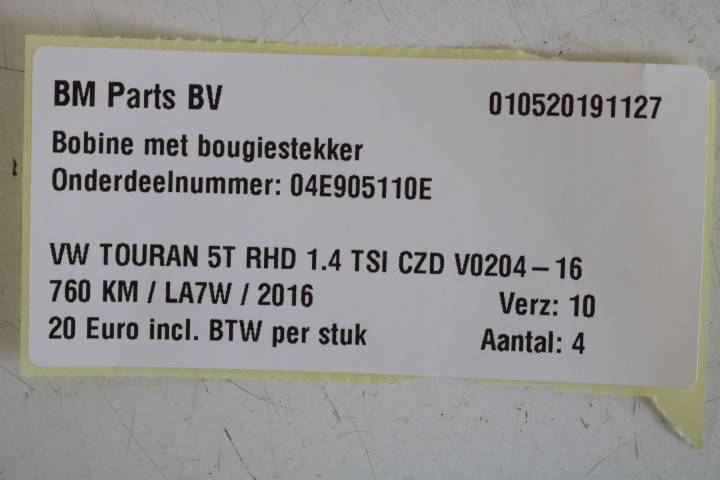 BM Parts BV 010520191127
Bobine met bougiestekker
Onderdeelnummer: 04E905110E
VW TOURAN 5T RHD 1.4 TSI CZD V0204-16
760 KM / LA7W / 2016 Verz: 10
20 Euro incl. BTW per stuk Aantal: 4